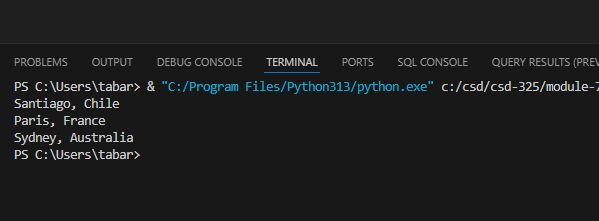 PROBLEMS OUTPUT DEBUG CONSOLE TERMINAL PORTS SQL CONSOLE QUERY RESULTS (PREV
PS C:\Users\tabar> & "C:/Program Files/Python313/python.exe" c:/csd/csd-325/module-7
Santiago, Chile
Paris, France
Sydney, Australia
PS C:\Users\tabar>